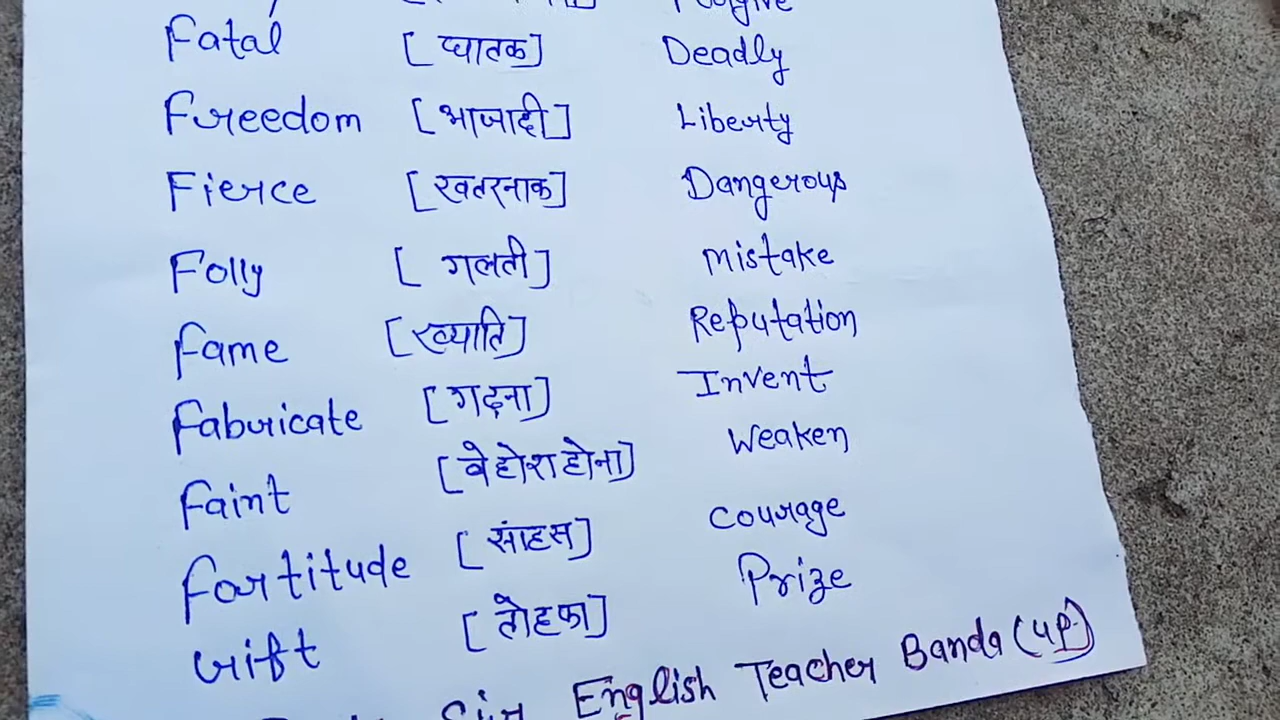 Fatal [घातक] Deadly
Freedom [आजादी] Liberty
Fierce [खतरनाक] Dangerous
Folly [गलती] Mistake
Fame [ख्याति] Reputation
Fabricate [गढ़ना] Invent
Faint [बेहोश होना] Weaken
Fortitude [सांहस] Courage
Gift [तोहफा] Prize
Sir English Teacher Banda (UP)